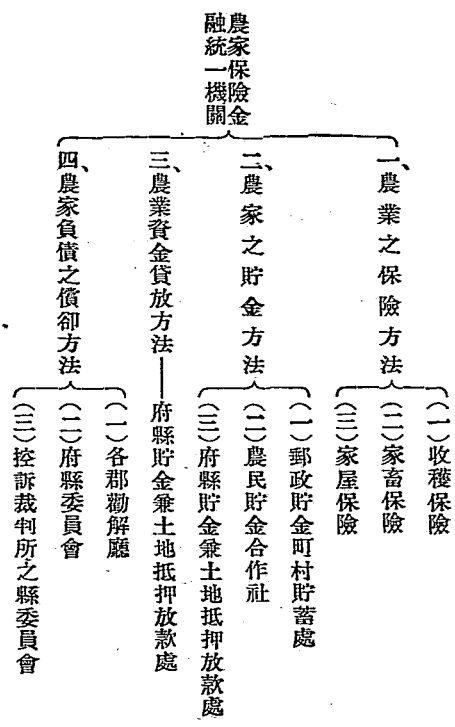 農家保險金
融統一機關
一、農業之保險方法
（一）收穫保險
（二）家畜保險
（三）家屋保險
二、農家之貯金方法
（一）郵政貯金町村貯蓄處
（二）農民貯金合作社
（三）府縣貯金兼土地抵押放款處
三、農業資金貸放方法——府縣貯金兼土地抵押放款處
四、農家負債之償卻方法
（一）各郡勸解廳
（二）府縣委員會
（三）控訴裁判所之縣委員會